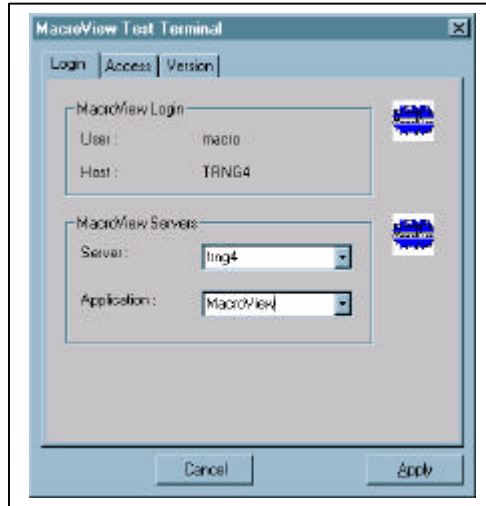 MacroView Test Terminal
Login Access Version
MacroView Login
User : macro
Host : TRNG4
MacroView Servers
Server : trng4
Application : MacroView
Cancel Apply